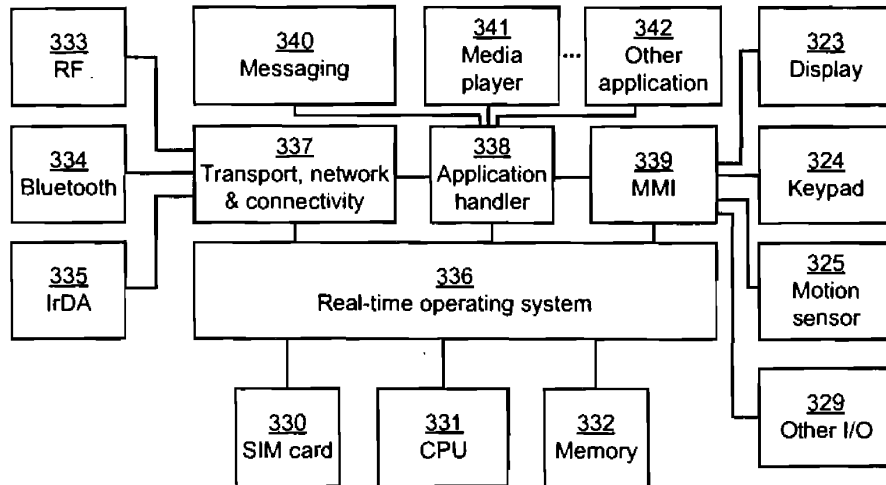 333
RF
340
Messaging
341
Media
player
...
342
Other
application
323
Display
334
Bluetooth
337
Transport, network
& connectivity
338
Application
handler
339
MMI
324
Keypad
335
IrDA
336
Real-time operating system
325
Motion
sensor
330
SIM card
331
CPU
332
Memory
329
Other I/O